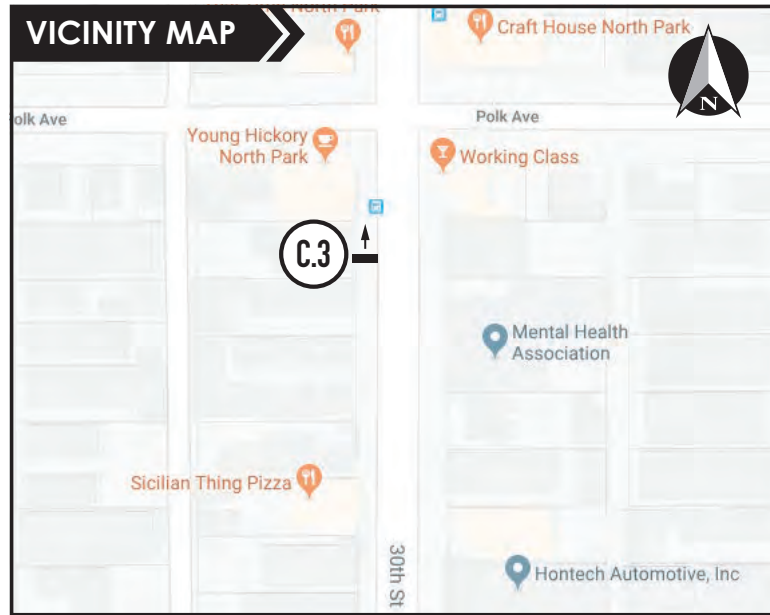 VICINITY MAP
North Park
Craft House North Park
N
olk Ave
Polk Ave
Young Hickory
North Park
Working Class
C.3
Mental Health
Association
Sicilian Thing Pizza
30th St
Hontech Automotive, Inc